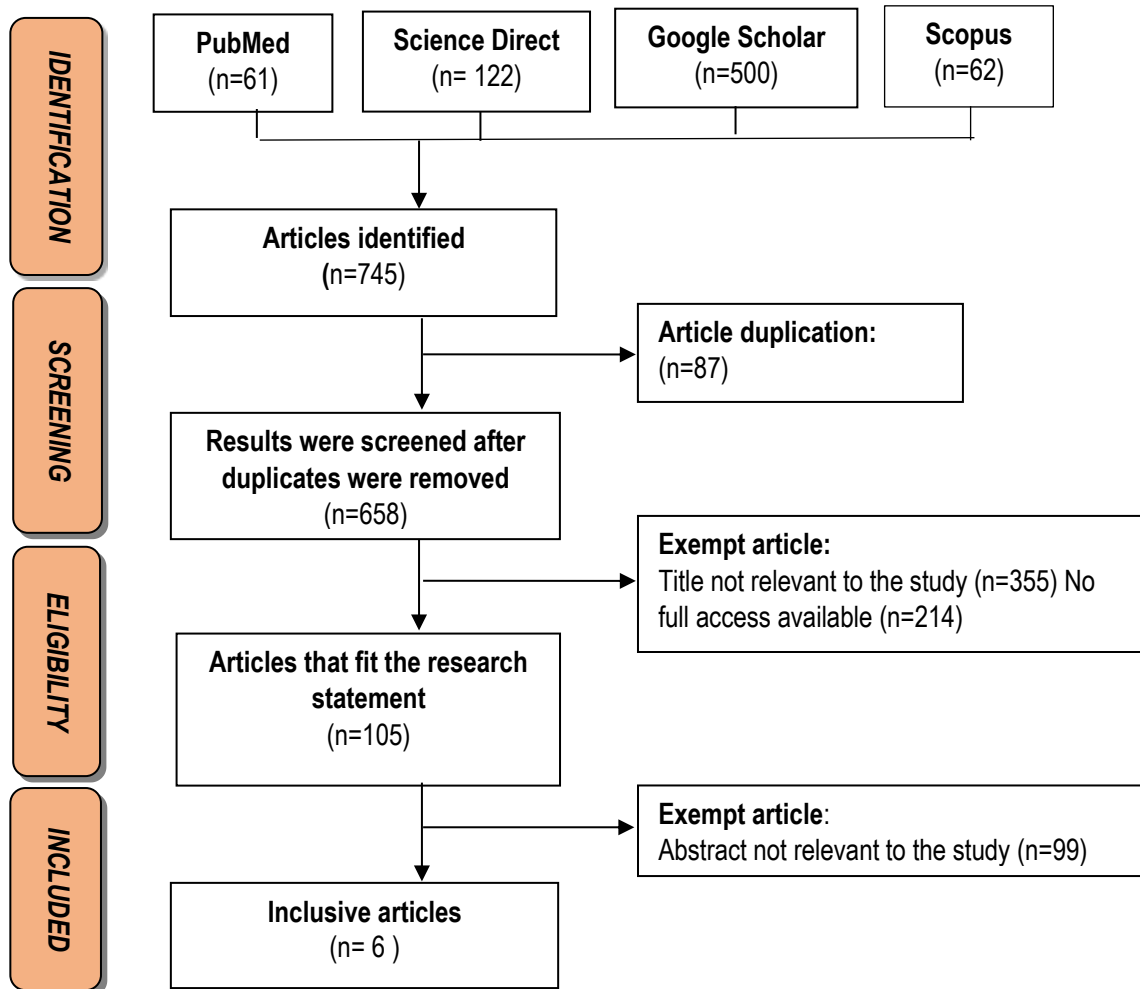 IDENTIFICATION
PubMed
(n=61)
Science Direct
(n= 122)
Google Scholar
(n=500)
Scopus
(n=62)
Articles identified
(n=745)
SCREENING
Article duplication:
(n=87)
Results were screened after
duplicates were removed
(n=658)
ELIGIBILITY
Exempt article:
Title not relevant to the study (n=355) No
full access available (n=214)
Articles that fit the research
statement
(n=105)
INCLUDED
Exempt article:
Abstract not relevant to the study (n=99)
Inclusive articles
(n= 6 )